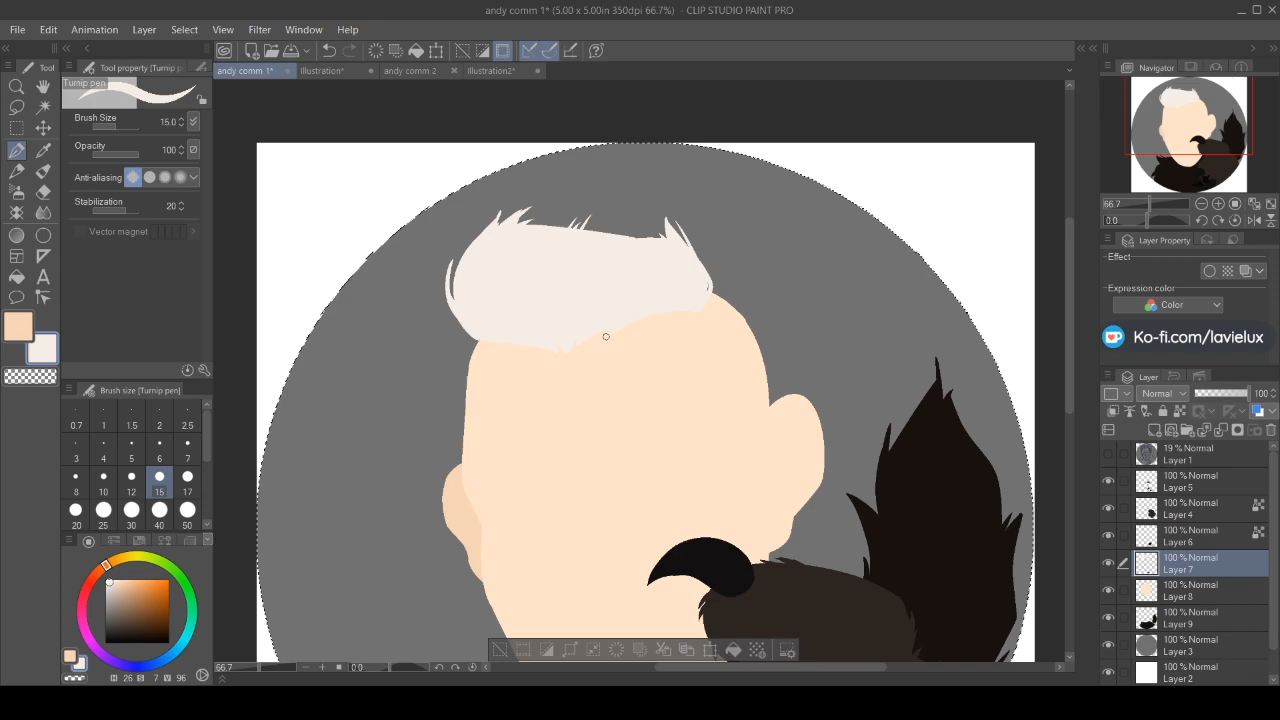 andy comm 1* (5.00 x 5.00in 350dpi 66.7%) - CLIP STUDIO PAINT PRO
File Edit Animation Layer Select View Filter Window Help
Tool
Tool property [Turnip p
andy comm 1*
Illustration*
andy comm 2
Illustration2*
Navigator
Turnip pen
Brush Size 15.0
Opacity 100
Anti-aliasing
Stabilization 20
Vector magnet
Brush size [Turnip pen]
0.7 1 1.5 2 2.5
3 4 5 6 7
8 10 12 15 17
20 25 30 40 50
H 26 S 7 V 96
66.7 0.0
66.7
0.0
Layer Property
Effect
Expression color
Color
Ko-fi.com/lavielux
Layer
Normal 100
19 % Normal
Layer 1
100 % Normal
Layer 5
100 % Normal
Layer 4
100 % Normal
Layer 6
100 % Normal
Layer 7
100 % Normal
Layer 8
100 % Normal
Layer 9
100 % Normal
Layer 3
100 % Normal
Layer 2